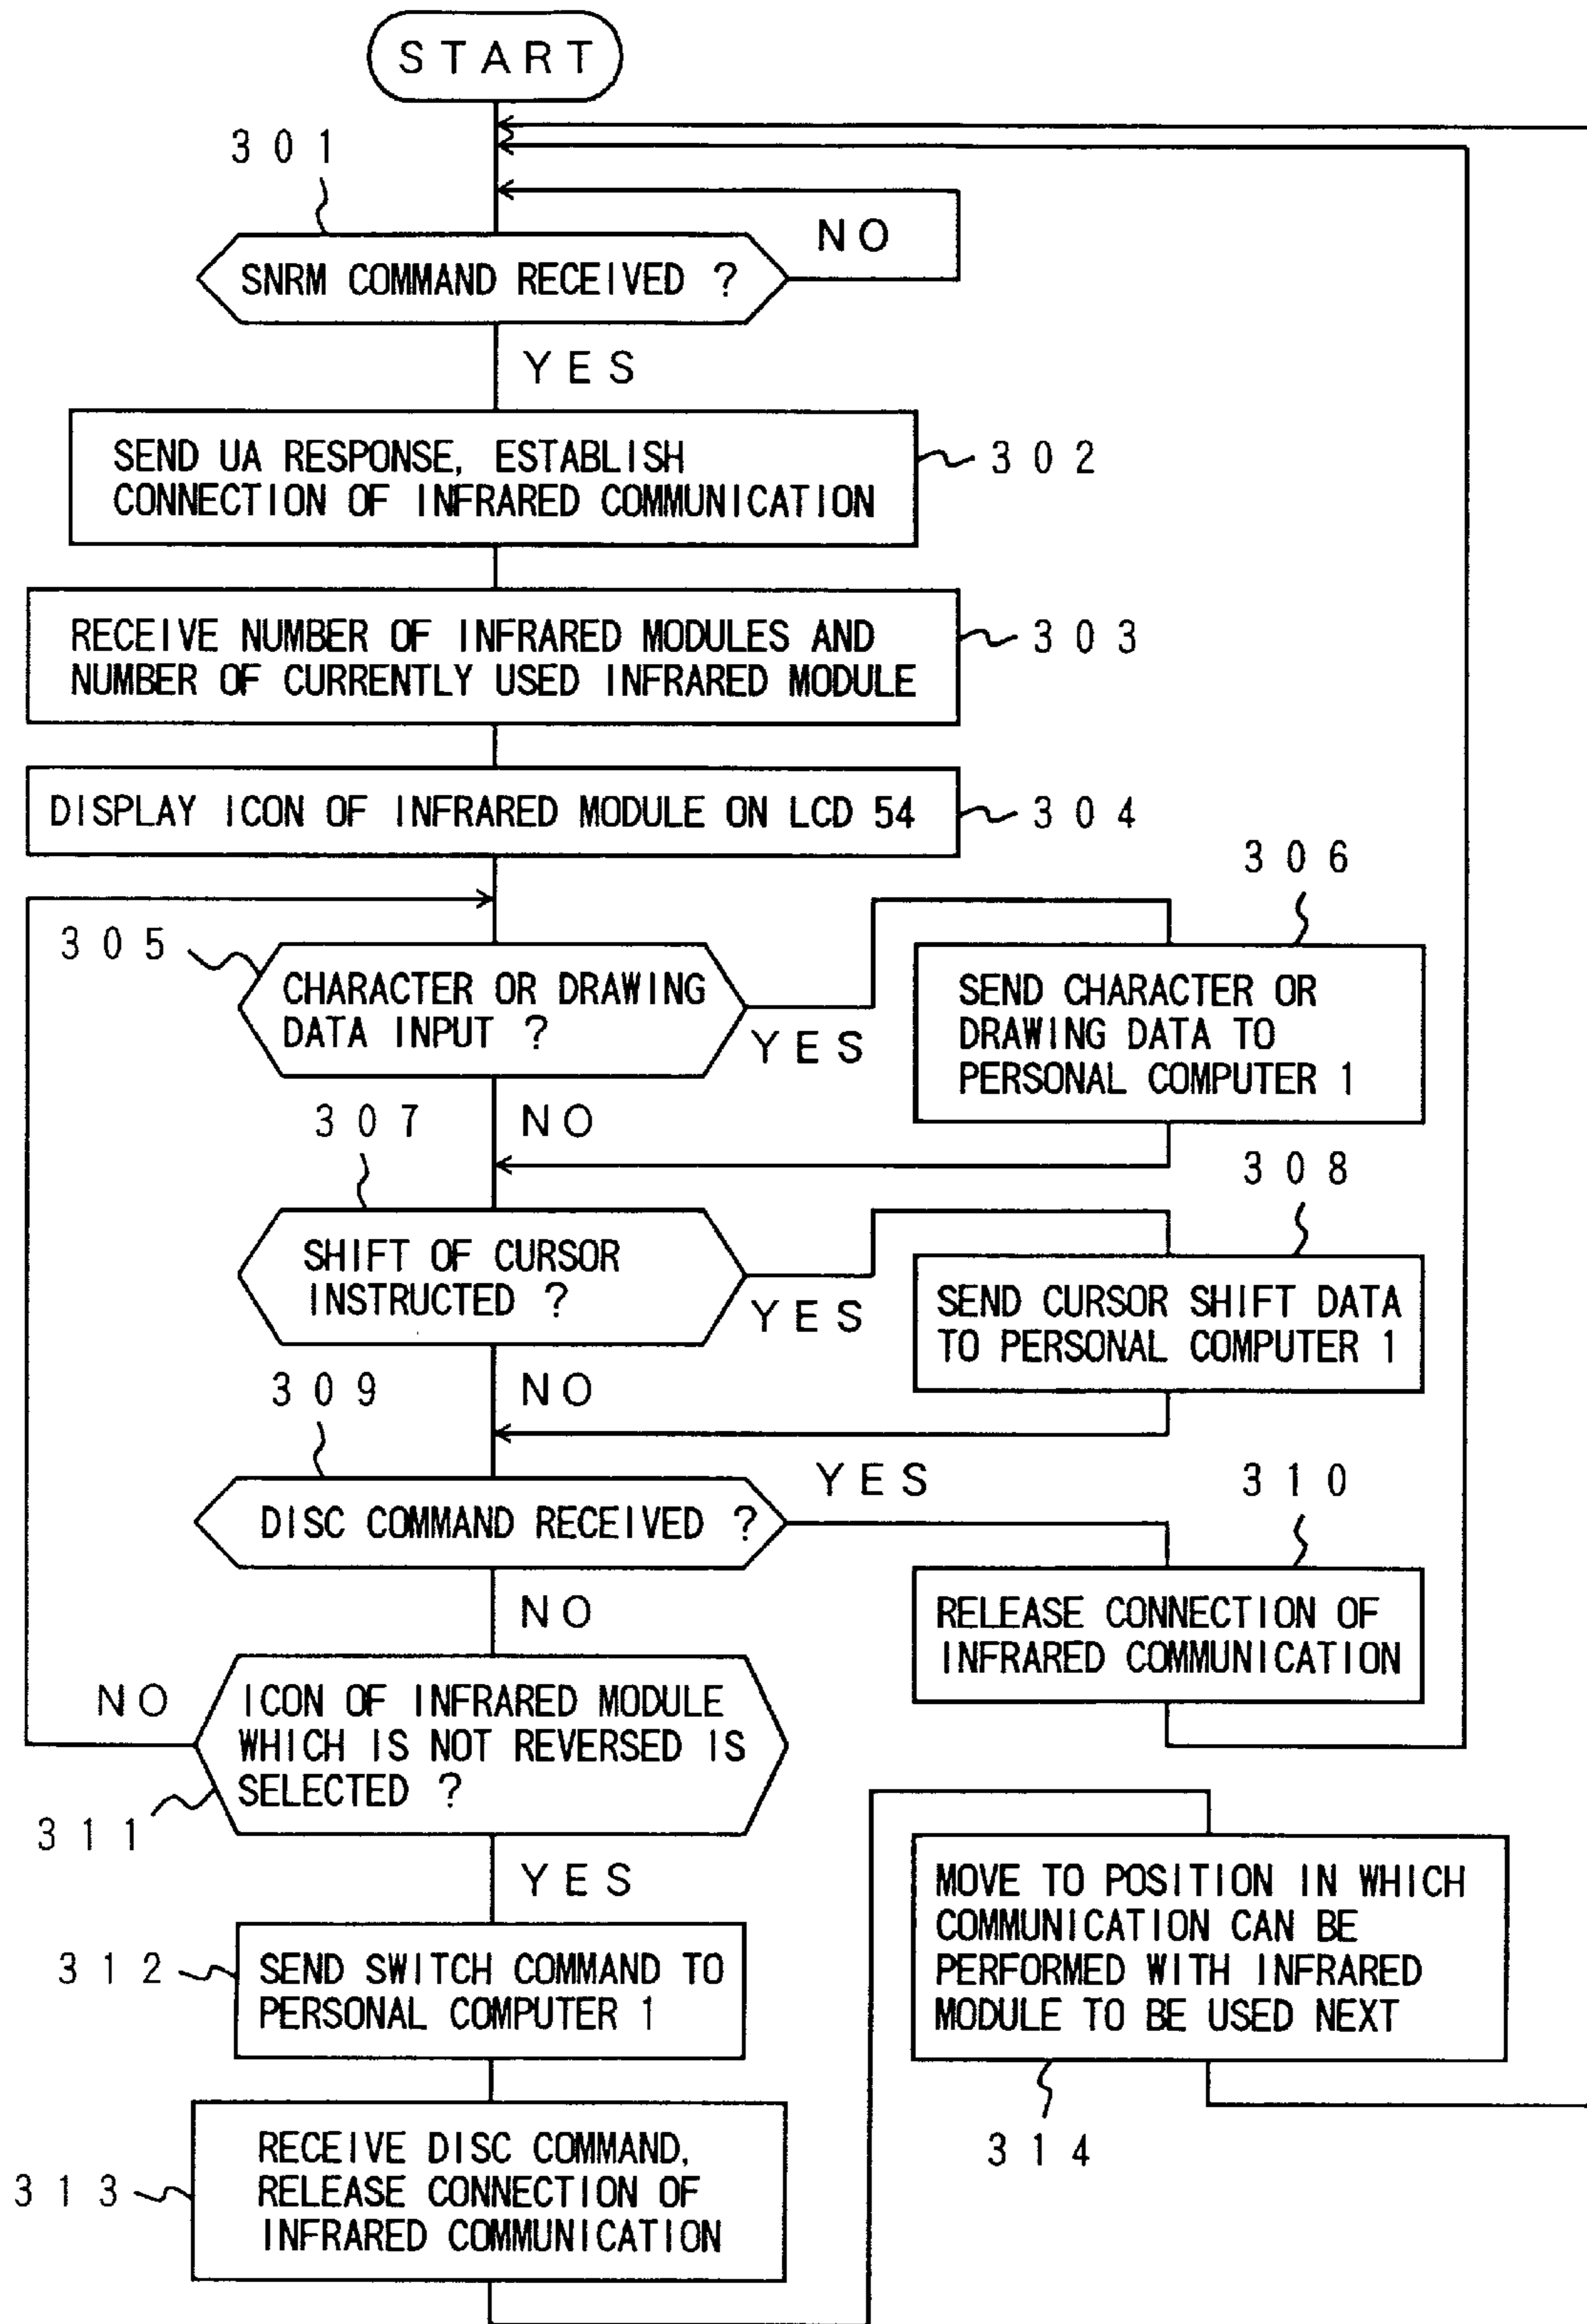 START
301
NO
SNRM COMMAND RECEIVED ?
YES
SEND UA RESPONSE, ESTABLISH
CONNECTION OF INFRARED COMMUNICATION
302
RECEIVE NUMBER OF INFRARED MODULES AND
NUMBER OF CURRENTLY USED INFRARED MODULE
303
DISPLAY ICON OF INFRARED MODULE ON LCD 54
304
305
CHARACTER OR DRAWING
DATA INPUT ?
YES
306
SEND CHARACTER OR
DRAWING DATA TO
PERSONAL COMPUTER 1
NO
307
SHIFT OF CURSOR
INSTRUCTED ?
YES
308
SEND CURSOR SHIFT DATA
TO PERSONAL COMPUTER 1
NO
309
DISC COMMAND RECEIVED ?
YES
310
RELEASE CONNECTION OF
INFRARED COMMUNICATION
NO
NO
ICON OF INFRARED MODULE
WHICH IS NOT REVERSED IS
SELECTED ?
311
YES
312
SEND SWITCH COMMAND TO
PERSONAL COMPUTER 1
313
RECEIVE DISC COMMAND,
RELEASE CONNECTION OF
INFRARED COMMUNICATION
MOVE TO POSITION IN WHICH
COMMUNICATION CAN BE
PERFORMED WITH INFRARED
MODULE TO BE USED NEXT
314